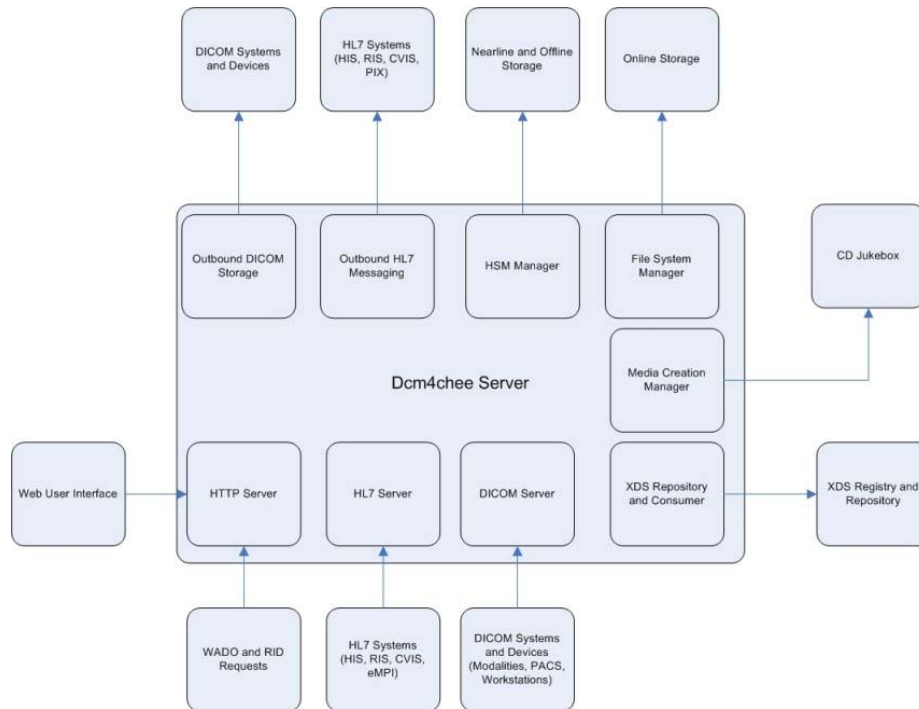 DICOM Systems
and Devices
HL7 Systems
(HIS, RIS, CVIS,
PIX)
Nearline and Offline
Storage
Online Storage
Outbound DICOM
Storage
Outbound HL7
Messaging
HSM Manager
File System
Manager
CD Jukebox
Media Creation
Manager
Dcm4chee Server
Web User Interface
HTTP Server
HL7 Server
DICOM Server
XDS Repository
and Consumer
XDS Registry and
Repository
WADO and RID
Requests
HL7 Systems
(HIS, RIS, CVIS,
eMPI)
DICOM Systems
and Devices
(Modalities, PACS,
Workstations)